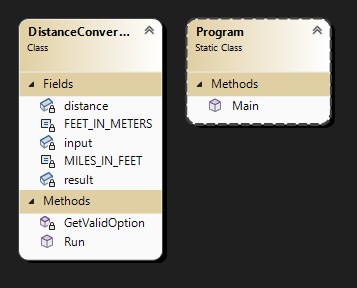 DistanceConver...
Class
Fields
distance
FEET_IN_METERS
input
MILES_IN_FEET
result
Methods
GetValidOption
Run
Program
Static Class
Methods
Main